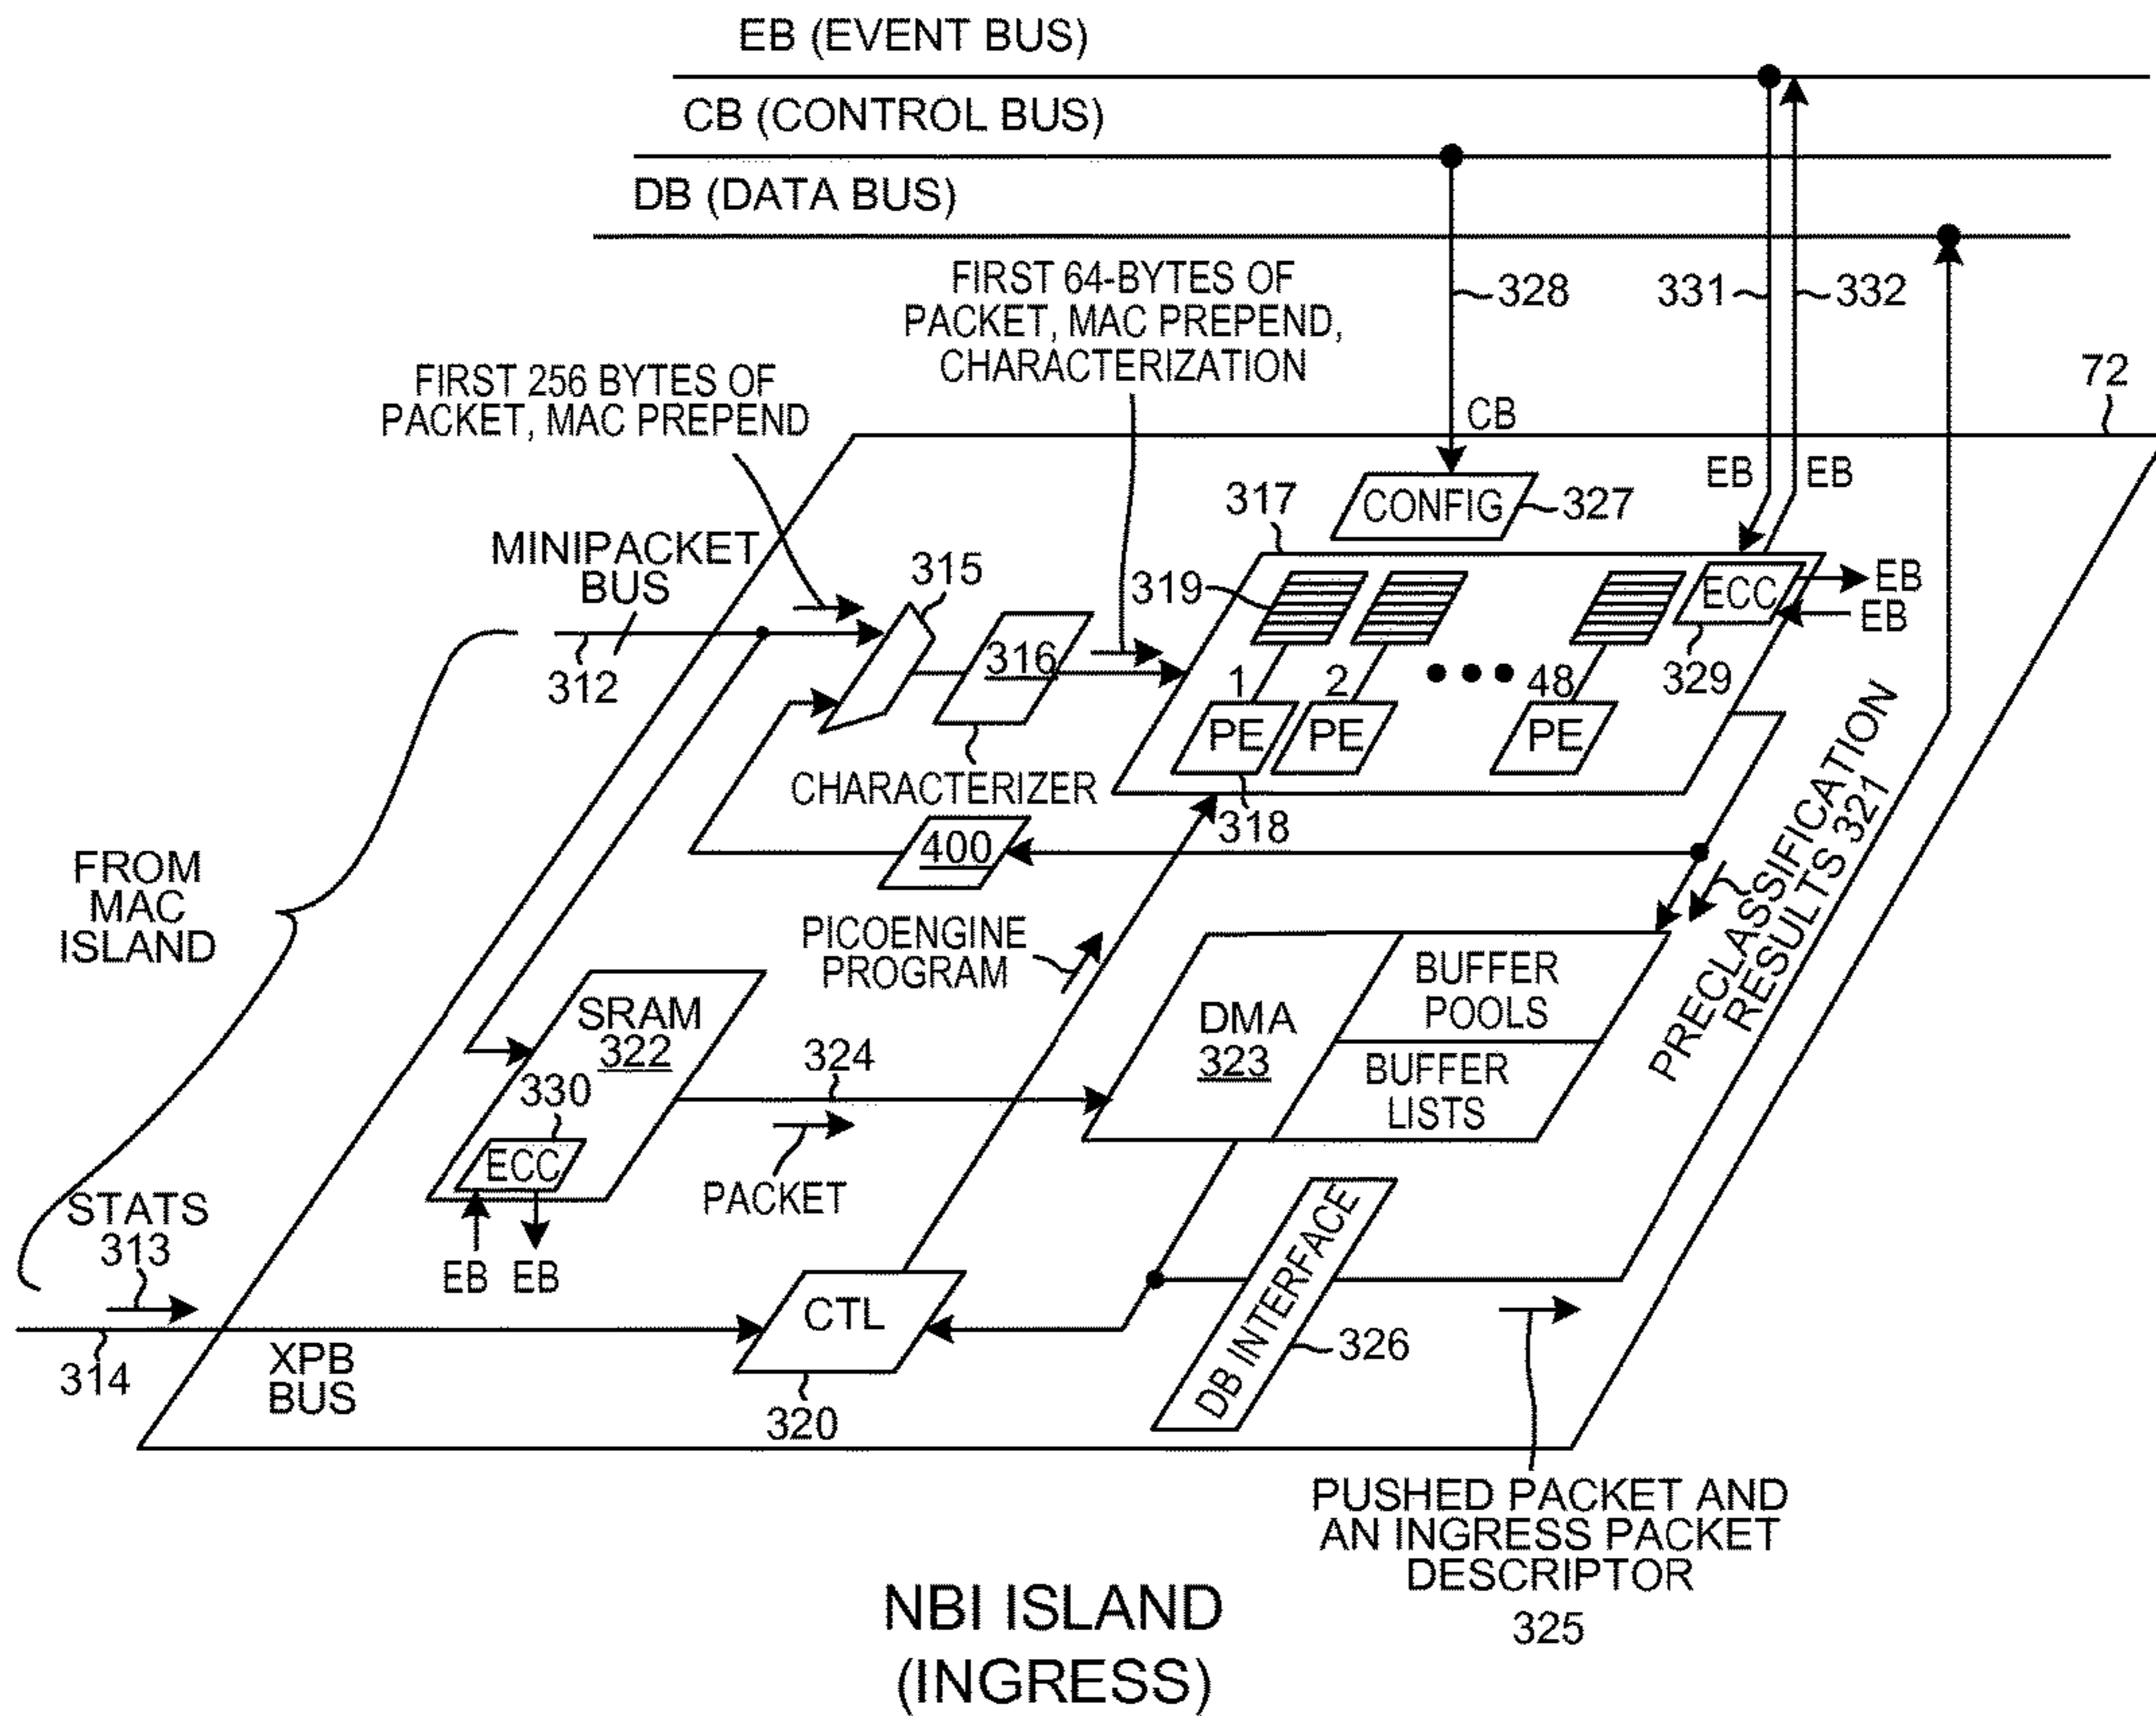 EB (EVENT BUS)
CB (CONTROL BUS)
DB (DATA BUS)
FIRST 64-BYTES OF
PACKET, MAC PREPEND,
CHARACTERIZATION
328
331
332
FIRST 256 BYTES OF
PACKET, MAC PREPEND
72
CB
EB
EB
317
CONFIG
327
MINIPACKET
BUS
315
319
ECC
EB
EB
312
316
1
2
48
329
PE
PE
PE
CHARACTERIZER
318
400
FROM
MAC
ISLAND
PRECLASSIFICATION
RESULTS 321
PICOENGINE
PROGRAM
SRAM
322
324
DMA
323
BUFFER
POOLS
BUFFER
LISTS
330
ECC
PACKET
EB
EB
STATS
313
CTL
DB INTERFACE
326
314
XPB
BUS
320
PUSHED PACKET AND
AN INGRESS PACKET
DESCRIPTOR
325
NBI ISLAND
(INGRESS)